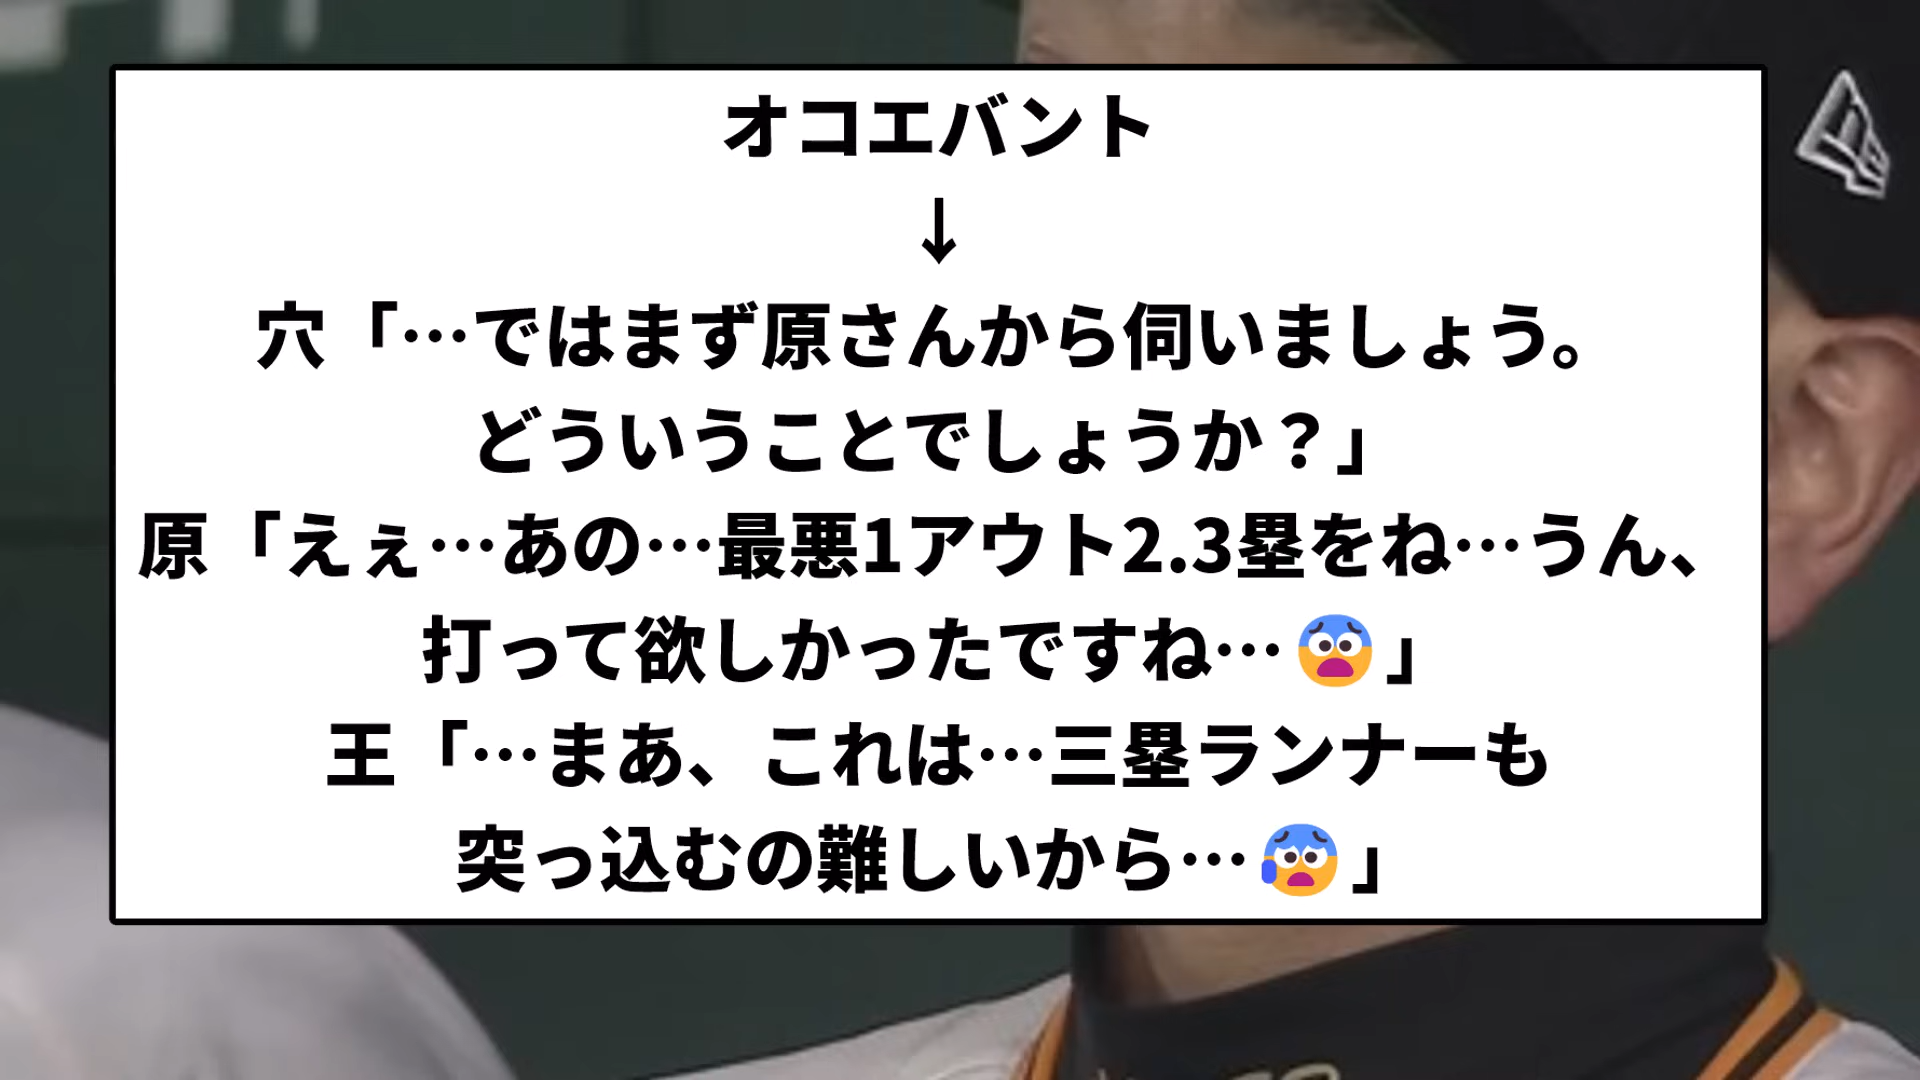 オコエバント
↓
穴「…ではまず原さんから伺いましょう。
どういうことでしょうか？」
原「えぇ…あの…最悪1アウト2.3塁をね…うん、
打って欲しかったですね…😨」
王「…まあ、これは…三塁ランナーも
突っ込むの難しいから…😰」